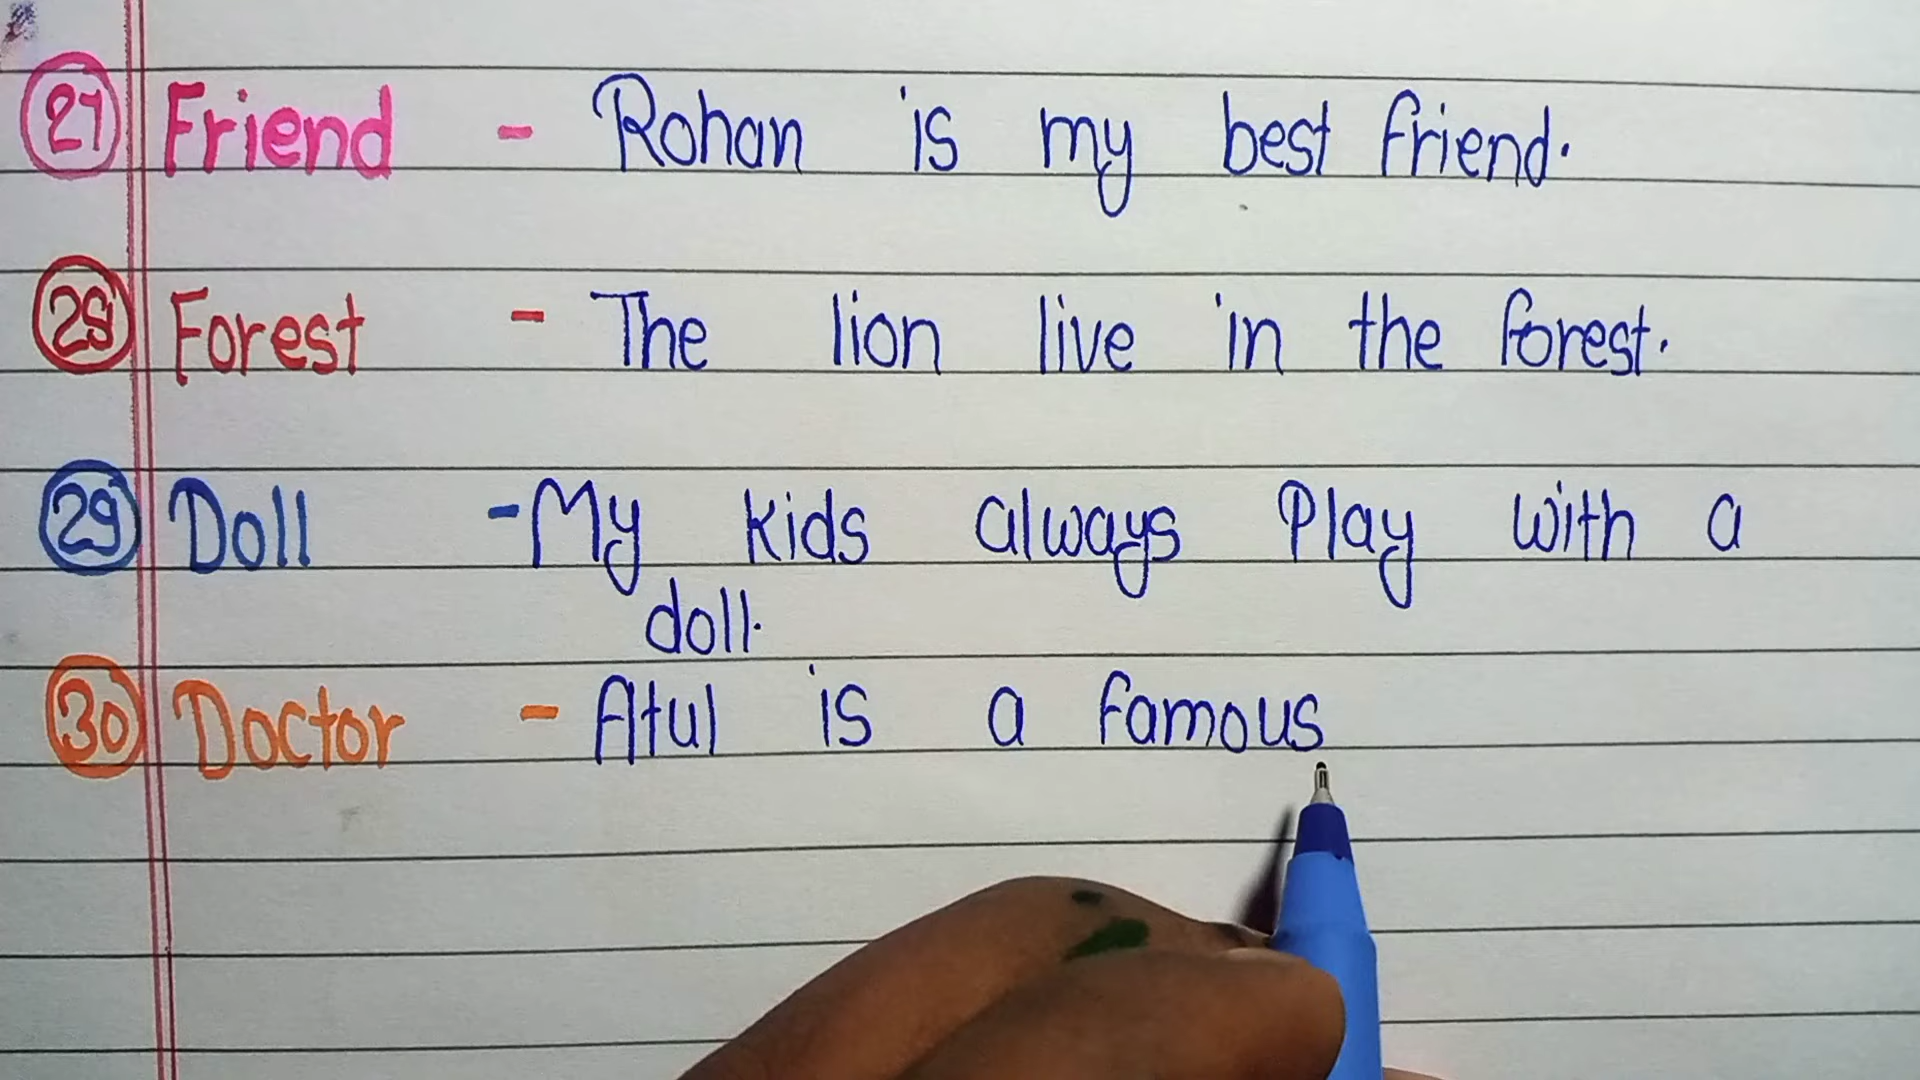 27 Friend - Rohan is my best friend.
28 Forest - The lion live in the forest.
29 Doll - My kids always Play with a
doll.
30 Doctor - Atul is a famous